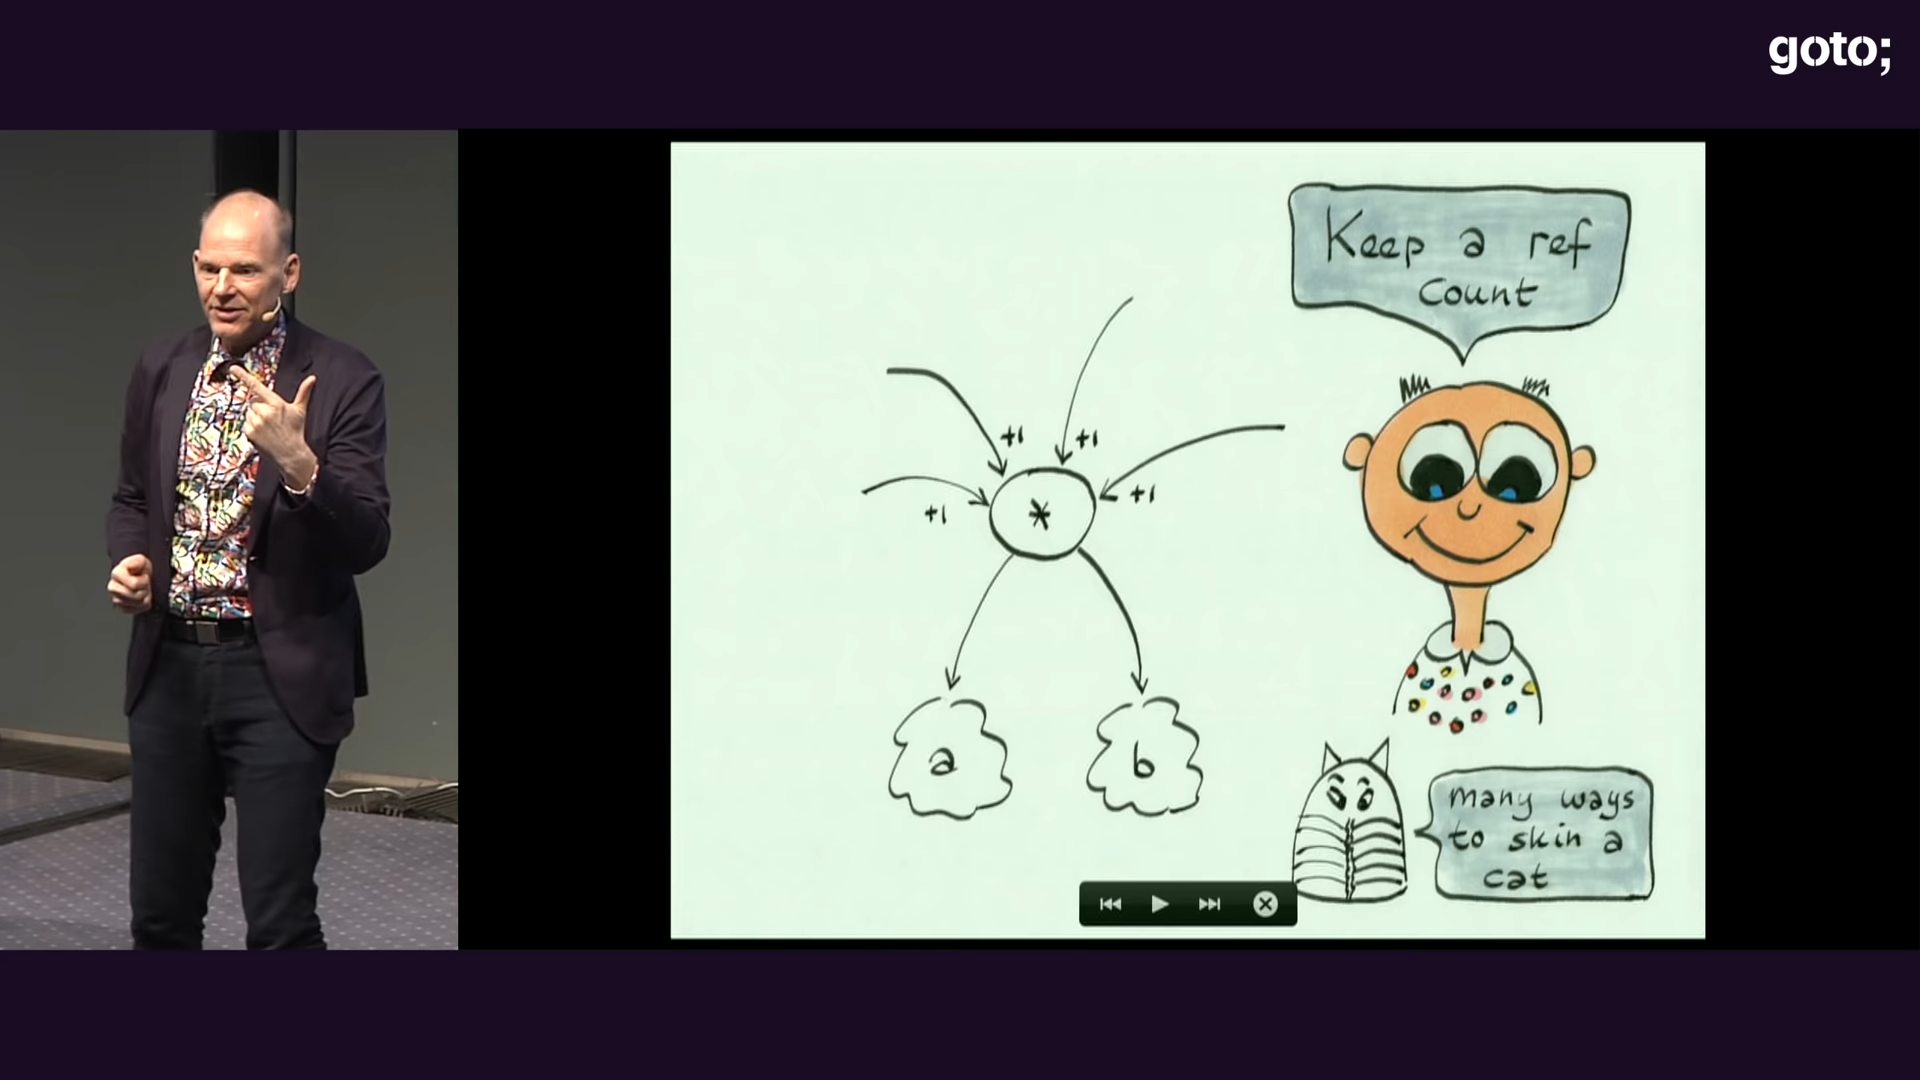 goto;
Keep a ref
count
+1
+1
+1
+1
*
a
b
many ways
to skin a
cat